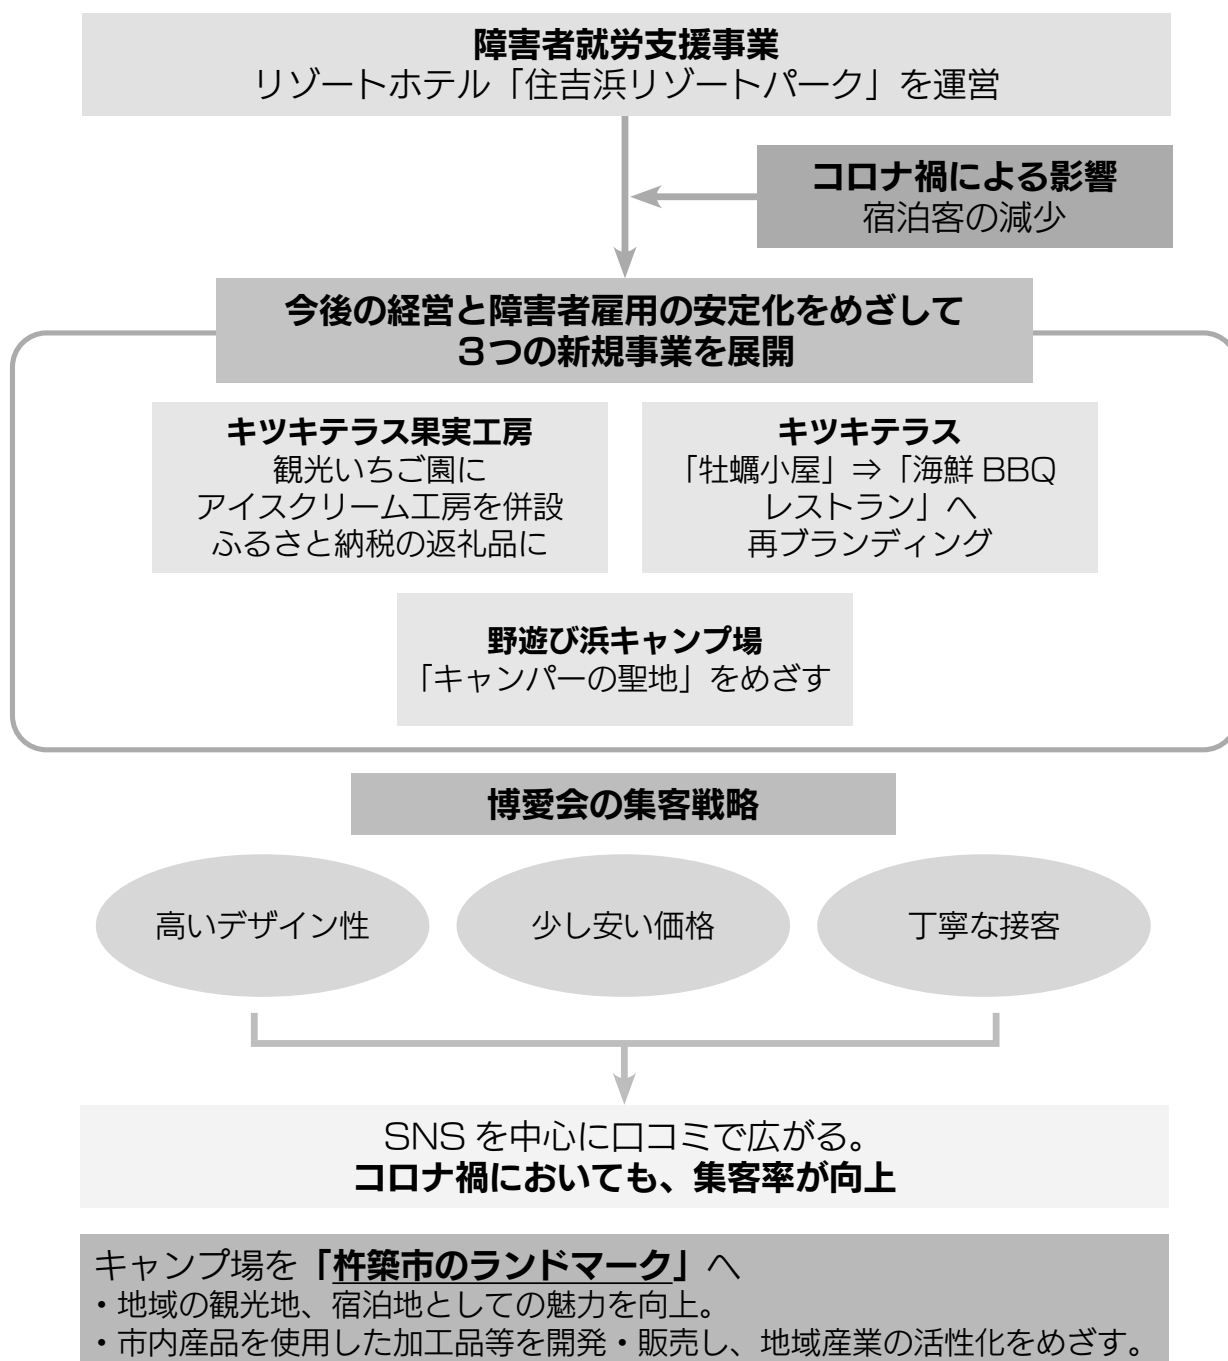 障害者就労支援事業
リゾートホテル「住吉浜リゾートパーク」を運営
コロナ禍による影響
宿泊客の減少
今後の経営と障害者雇用の安定化をめざして
３つの新規事業を展開
キツキテラス果実工房
観光いちご園に
アイスクリーム工房を併設
ふるさと納税の返礼品に
キツキテラス
「牡蠣小屋」⇒「海鮮 BBQ
レストラン」へ
再ブランディング
野遊び浜キャンプ場
「キャンパーの聖地」をめざす
博愛会の集客戦略
高いデザイン性
少し安い価格
丁寧な接客
SNS を中心に口コミで広がる。
コロナ禍においても、集客率が向上
キャンプ場を「杵築市のランドマーク」へ
・地域の観光地、宿泊地としての魅力を向上。
・市内産品を使用した加工品等を開発・販売し、地域産業の活性化をめざす。